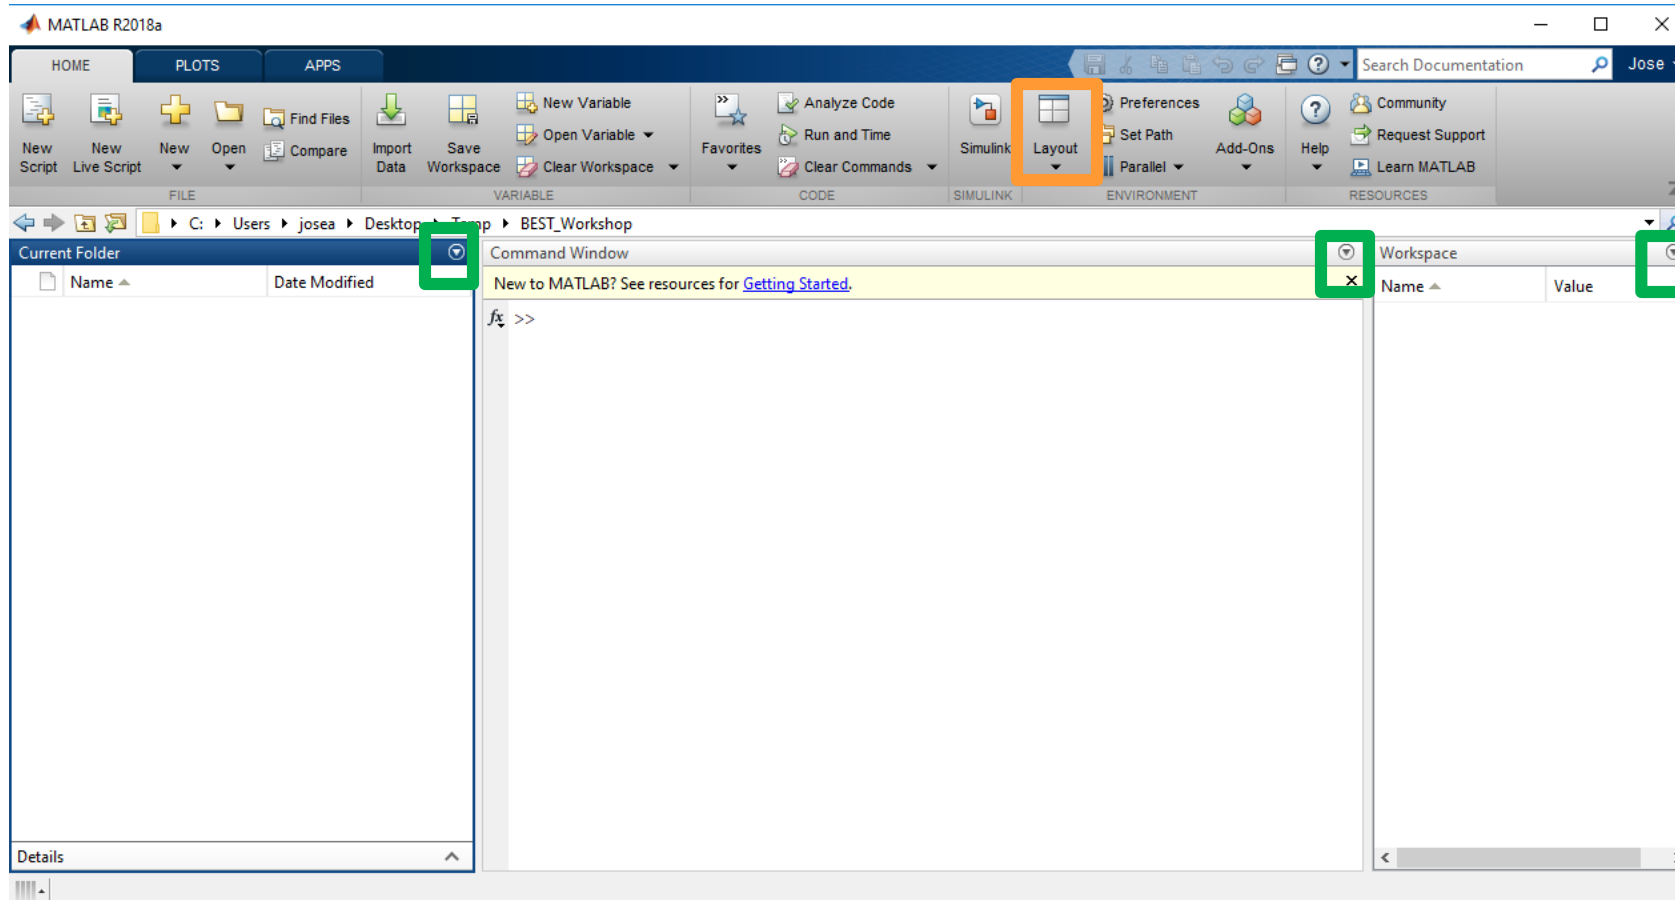 MATLAB R2018a
HOME PLOTS APPS
Search Documentation
Jose
New Script
New Live Script
New
Open
Find Files
Compare
Import Data
Save Workspace
New Variable
Open Variable
Clear Workspace
Favorites
Analyze Code
Run and Time
Clear Commands
Simulink
Layout
Preferences
Set Path
Parallel
Add-Ons
Help
Community
Request Support
Learn MATLAB
FILE VARIABLE CODE SIMULINK ENVIRONMENT RESOURCES
C: Users josea Desktop Temp BEST_Workshop
Current Folder
Name Date Modified
Details
Command Window
New to MATLAB? See resources for Getting Started.
fx >>
Workspace
Name Value